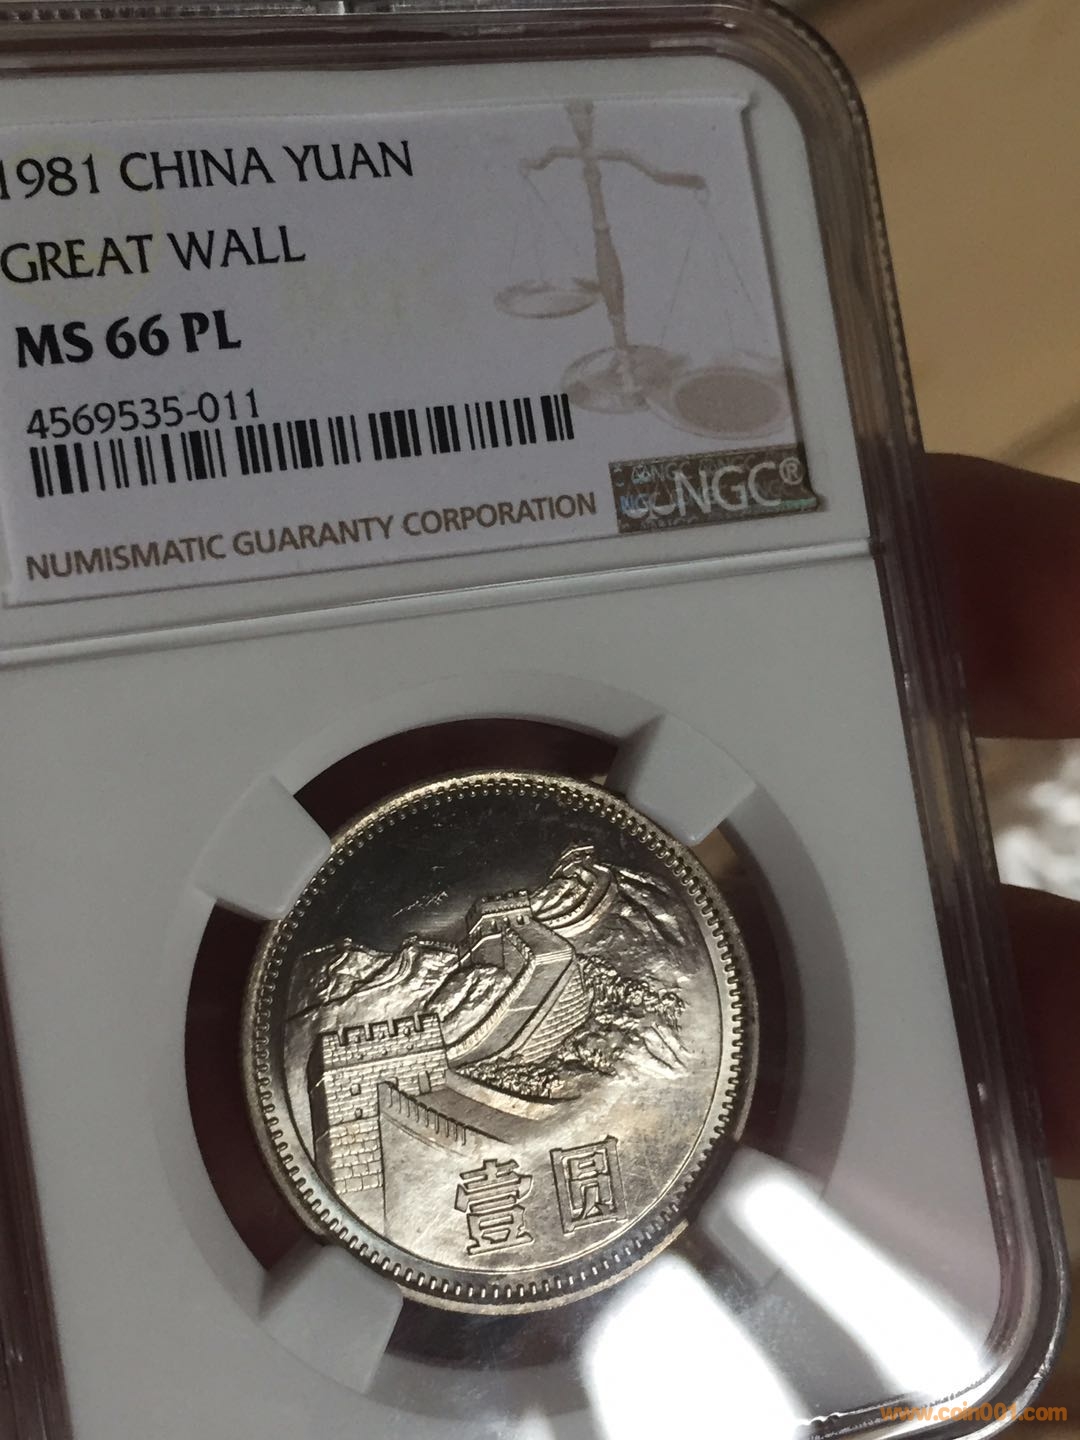 1981 CHINA YUAN
GREAT WALL
MS 66 PL
4569535-011
NUMISMATIC GUARANTY CORPORATION
NGC®
壹圆
www.coin001.com